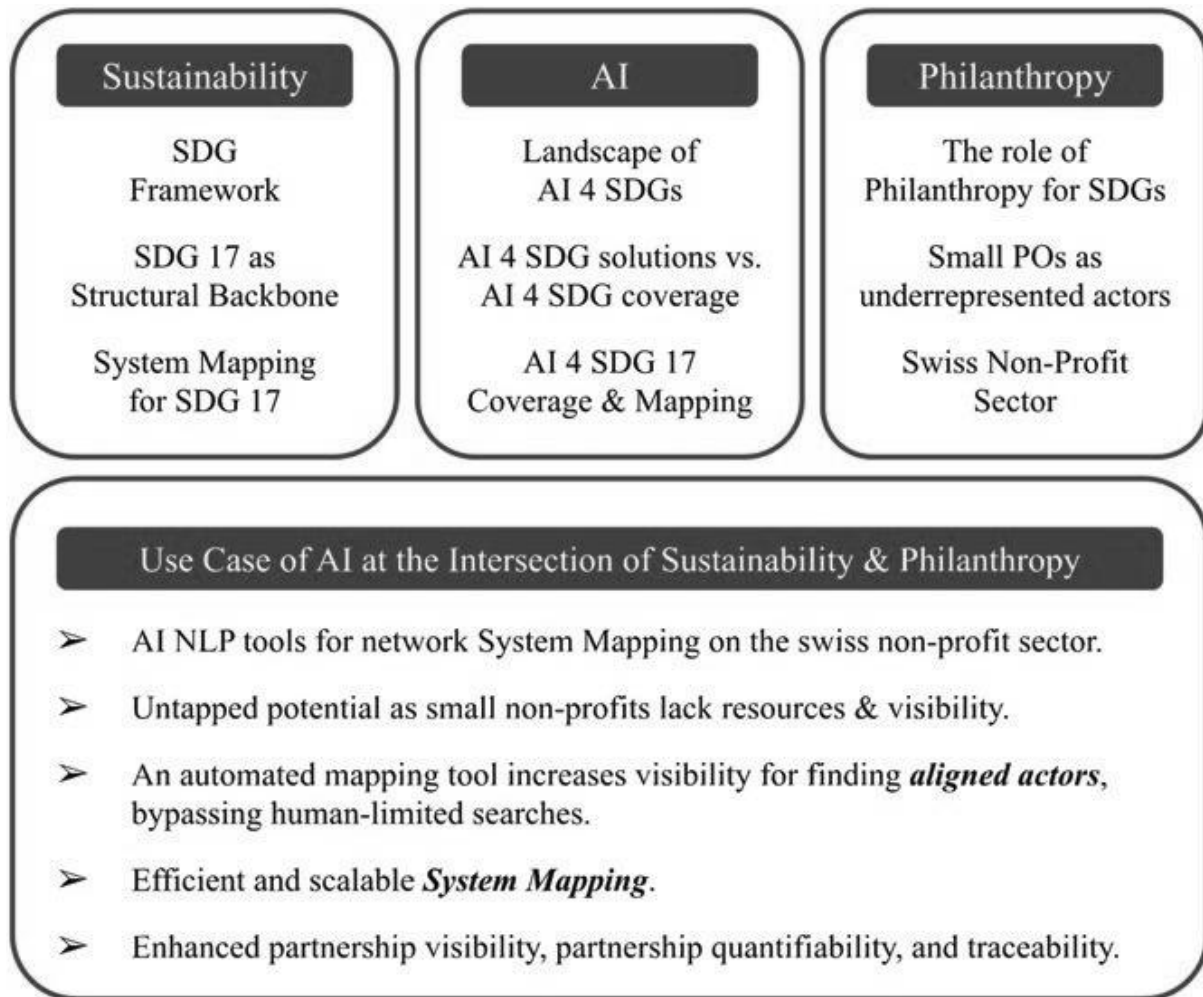 Sustainability
SDG
Framework
SDG 17 as
Structural Backbone
System Mapping
for SDG 17
AI
Landscape of
AI 4 SDGs
AI 4 SDG solutions vs.
AI 4 SDG coverage
AI 4 SDG 17
Coverage & Mapping
Philanthropy
The role of
Philanthropy for SDGs
Small POs as
underrepresented actors
Swiss Non-Profit
Sector
Use Case of AI at the Intersection of Sustainability & Philanthropy
➢ AI NLP tools for network System Mapping on the swiss non-profit sector.
➢ Untapped potential as small non-profits lack resources & visibility.
➢ An automated mapping tool increases visibility for finding aligned actors,
bypassing human-limited searches.
➢ Efficient and scalable System Mapping.
➢ Enhanced partnership visibility, partnership quantifiability, and traceability.